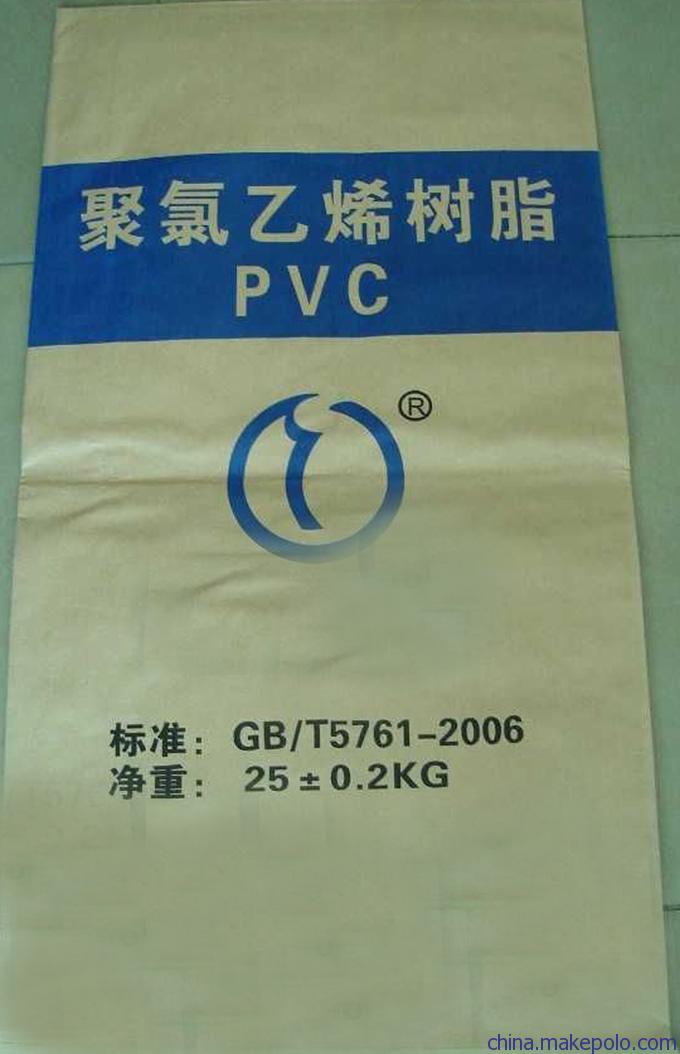 聚氯乙烯树脂
PVC
®
标准: GB/T5761-2006
净重: 25±0.2KG
china.makepolo.com